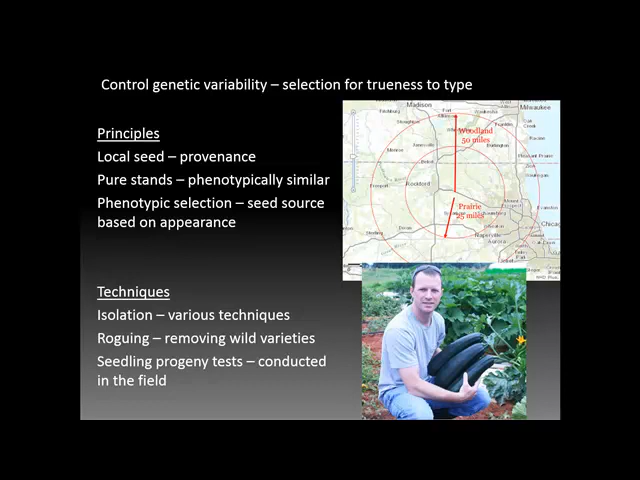 Control genetic variability – selection for trueness to type
Principles
Local seed – provenance
Pure stands – phenotypically similar
Phenotypic selection – seed source
based on appearance
Techniques
Isolation – various techniques
Roguing – removing wild varieties
Seedling progeny tests – conducted
in the field
Madison
Milwaukee
Woodland
50 miles
Rockford
Prairie
25 miles
Chicago
Naperville
Aurora